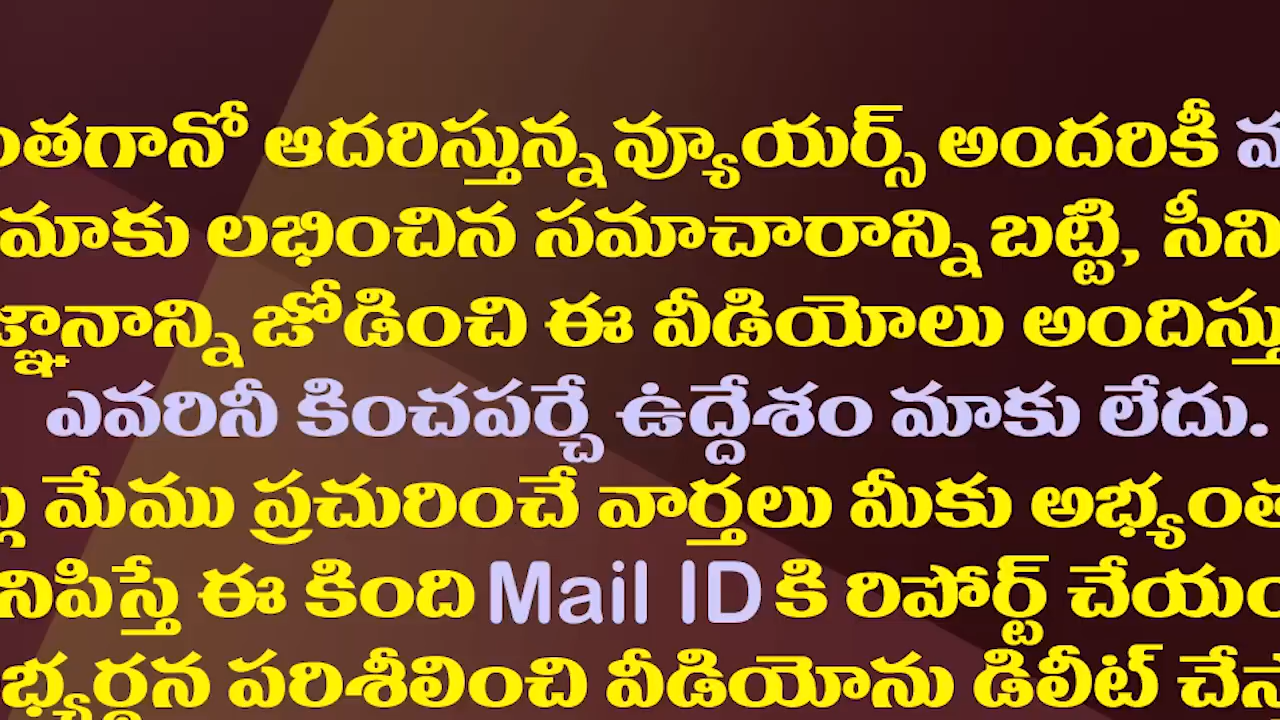 ఆదరిస్తున్న వ్యూయర్స్ అందరికీ
మాకు లభించిన సమాచారాన్ని బట్టి,
జోడించి ఈ వీడియోలు
ఎవరినీ కించపర్చే ఉద్దేశం మాకు లేదు.
మేము ప్రచురించే వార్తలు మీకు
ఈ కింది Mail ID కి రిపోర్ట్
పరిశీలించి వీడియోను డిలీట్